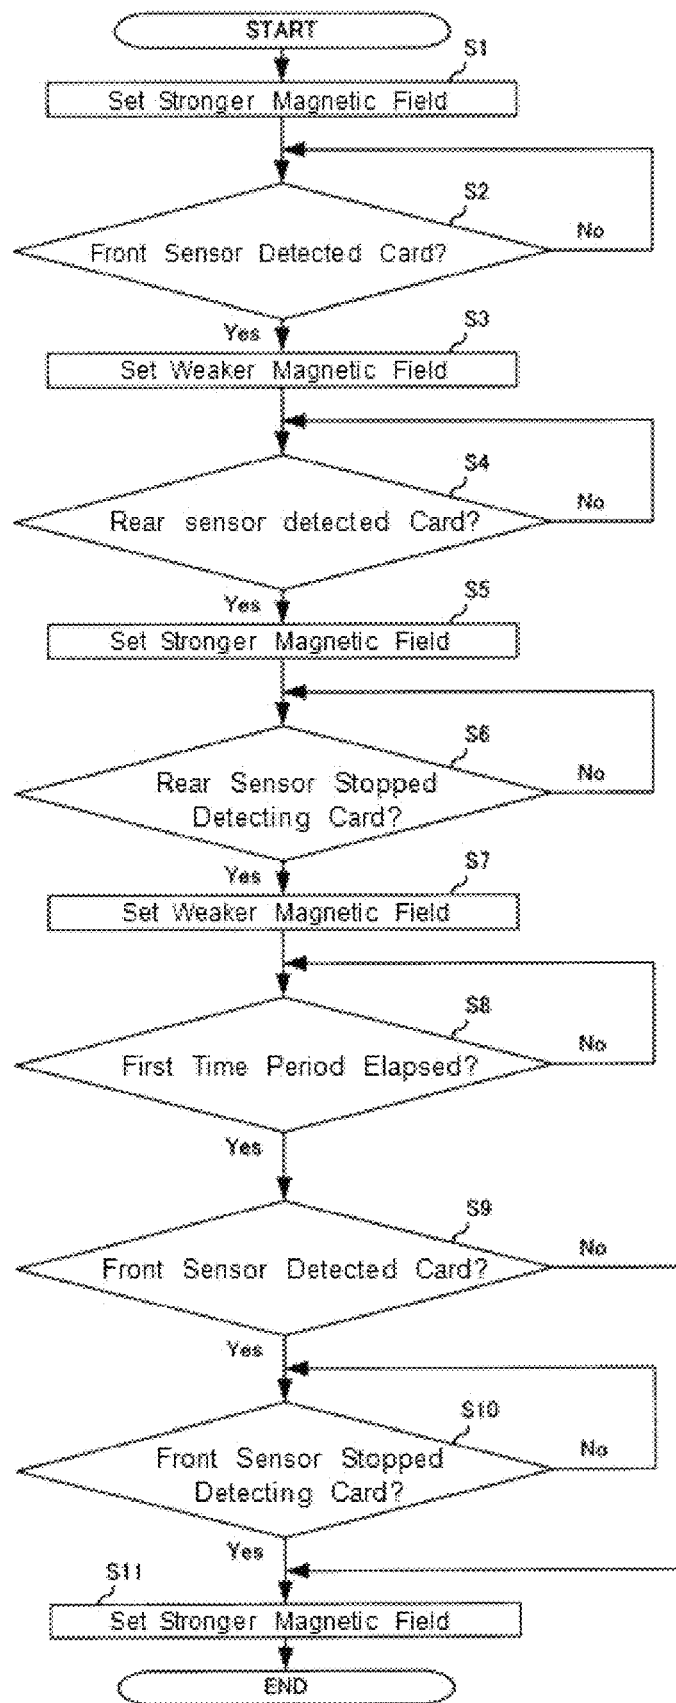 START
S1
Set Stronger Magnetic Field
S2
Front Sensor Detected Card?
No
Yes
S3
Set Weaker Magnetic Field
S4
Rear sensor detected Card?
No
Yes
S5
Set Stronger Magnetic Field
S6
Rear Sensor Stopped
Detecting Card?
No
Yes
S7
Set Weaker Magnetic Field
S8
First Time Period Elapsed?
No
Yes
S9
Front Sensor Detected Card?
No
Yes
S10
Front Sensor Stopped
Detecting Card?
No
Yes
S11
Set Stronger Magnetic Field
END